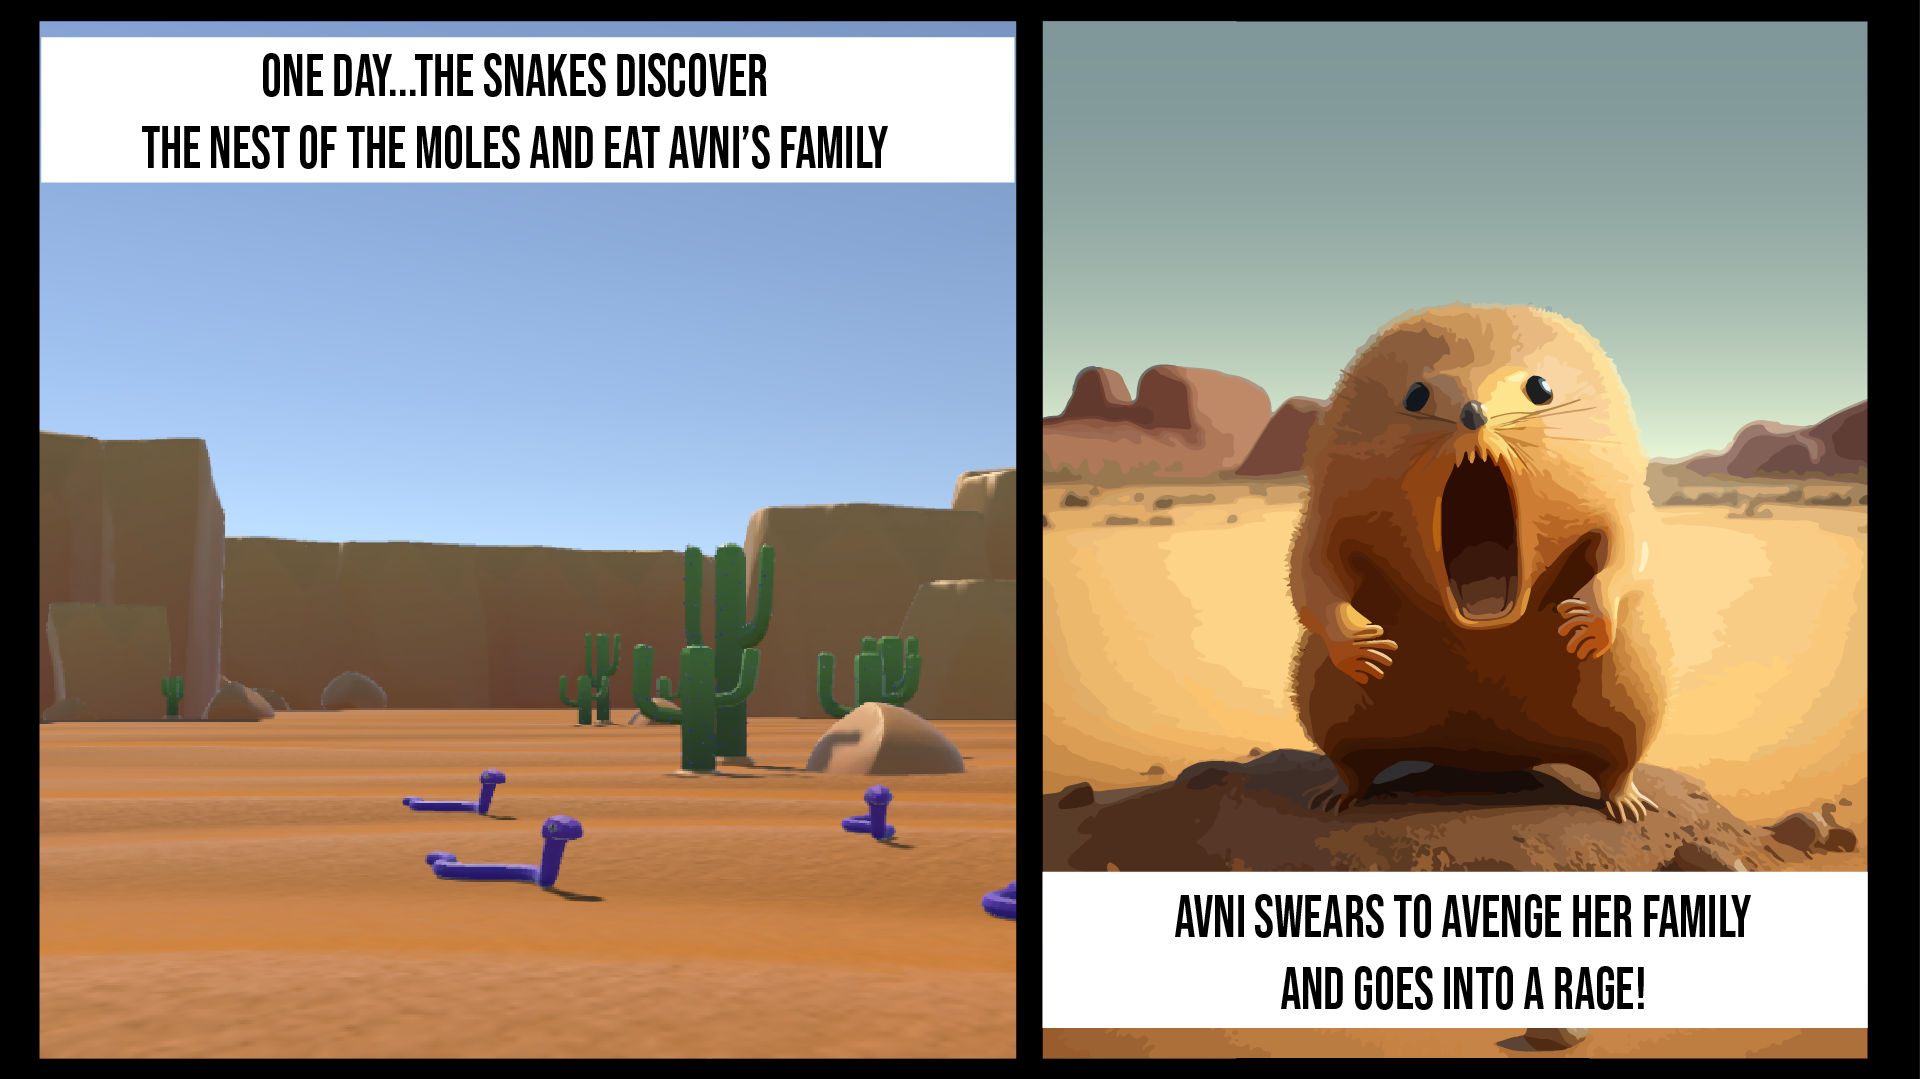 ONE DAY...THE SNAKES DISCOVER
THE NEST OF THE MOLES AND EAT AVNI’S FAMILY
AVNI SWEARS TO AVENGE HER FAMILY
AND GOES INTO A RAGE!